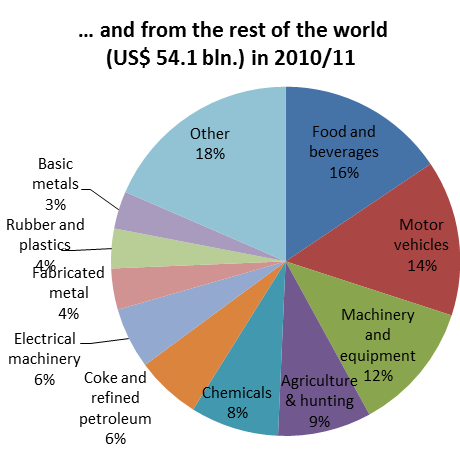 … and from the rest of the world
(US$ 54.1 bln.) in 2010/11
Food and
beverages
16%
Motor
vehicles
14%
Machinery
and
equipment
12%
Agriculture
& hunting
9%
Chemicals
8%
Coke and
refined
petroleum
6%
Electrical
machinery
6%
Fabricated
metal
4%
Rubber and
plastics
4%
Basic
metals
3%
Other
18%